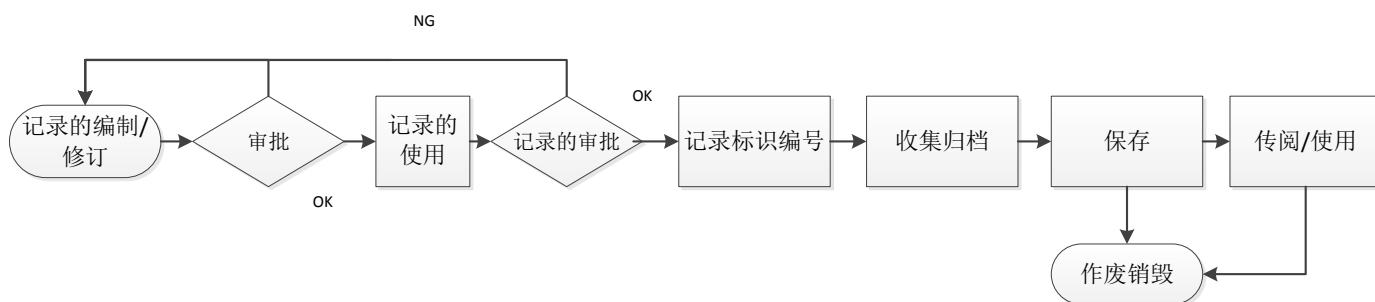 NG
记录的编制/
修订
审批
OK
记录的
使用
记录的审批
OK
记录标识编号
收集归档
保存
传阅/使用
作废销毁